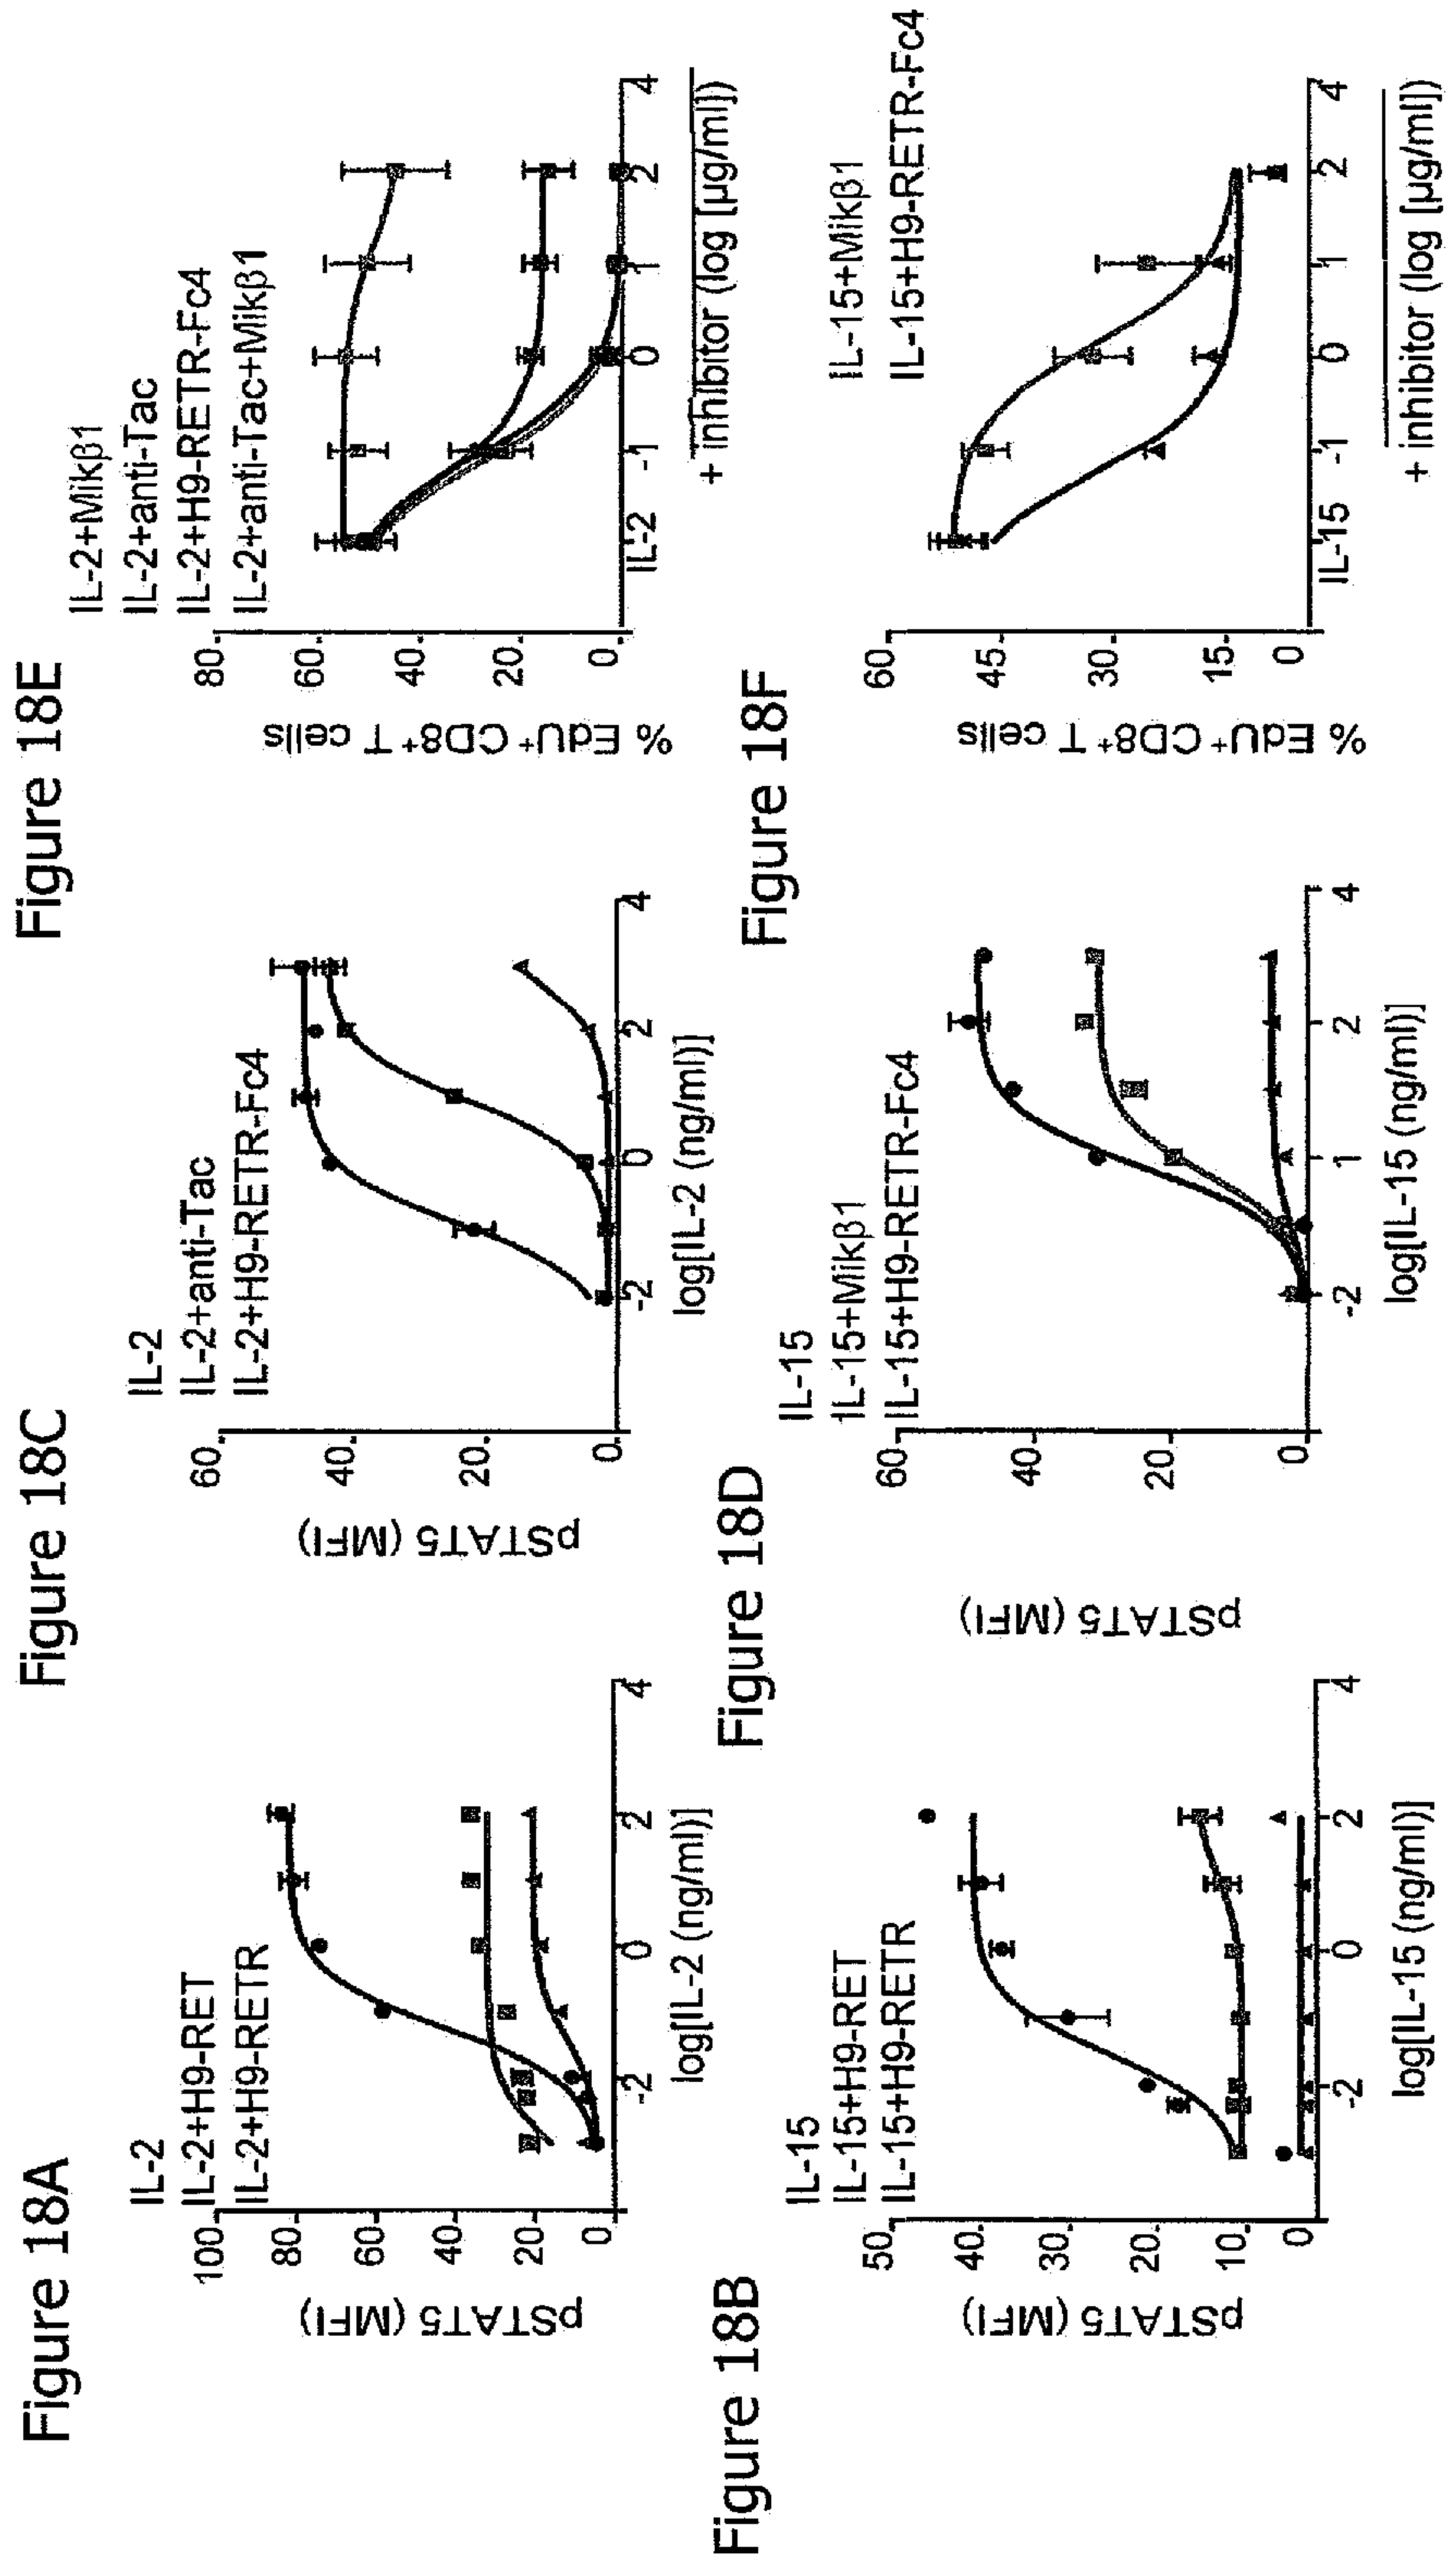 Figure 18A
IL-2
IL-2+H9-RET
IL-2+H9-RETR
pSTAT5 (MFI)
100
80
60
40
20
0
-2
0
2
4
log[IL-2 (ng/ml)]
Figure 18B
IL-15
IL-15+H9-RET
IL-15+H9-RETR
pSTAT5 (MFI)
50
40
30
20
10
0
-2
0
2
4
log[IL-15 (ng/ml)]
Figure 18C
IL-2
IL-2+anti-Tac
IL-2+H9-RETR-Fc4
pSTAT5 (MFI)
60
40
20
0
-2
0
2
4
log[IL-2 (ng/ml)]
Figure 18D
IL-15
IL-15+Mikβ1
IL-15+H9-RETR-Fc4
pSTAT5 (MFI)
60
40
20
0
-2
1
2
4
log[IL-15 (ng/ml)]
Figure 18E
IL-2+Mikβ1
IL-2+anti-Tac
IL-2+H9-RETR-Fc4
IL-2+anti-Tac+Mikβ1
% EdU⁺ CD8⁺ T cells
80
60
40
20
0
IL-2
-1
0
1
2
4
+ inhibitor (log [µg/ml])
Figure 18F
IL-15+Mikβ1
IL-15+H9-RETR-Fc4
% EdU⁺ CD8⁺ T cells
60
45
30
15
0
IL-15
-1
0
1
2
4
+ inhibitor (log [µg/ml])